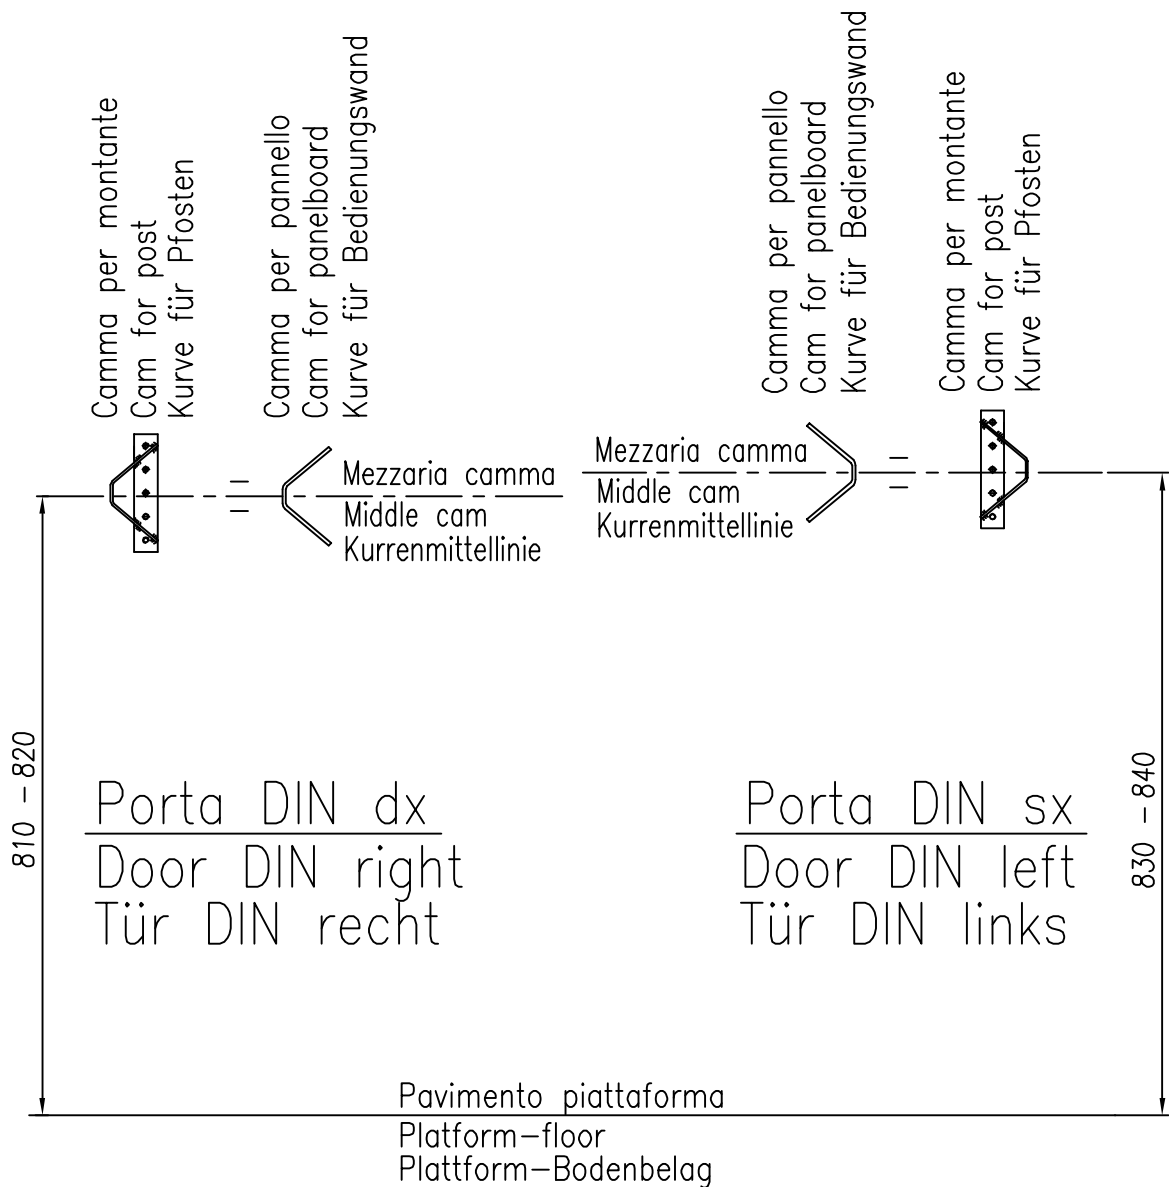 Camma per montante
Cam for post
Kurve für Pfosten
Camma per pannello
Cam for panelboard
Kurve für Bedienungswand
Camma per pannello
Cam for panelboard
Kurve für Bedienungswand
Camma per montante
Cam for post
Kurve für Pfosten
Mezzaria camma
Middle cam
Kurrenmittellinie
Mezzaria camma
Middle cam
Kurrenmittellinie
810 - 820
Porta DIN dx
Door DIN right
Tür DIN recht
Porta DIN sx
Door DIN left
Tür DIN links
830 - 840
Pavimento piattaforma
Platform-floor
Plattform-Bodenbelag